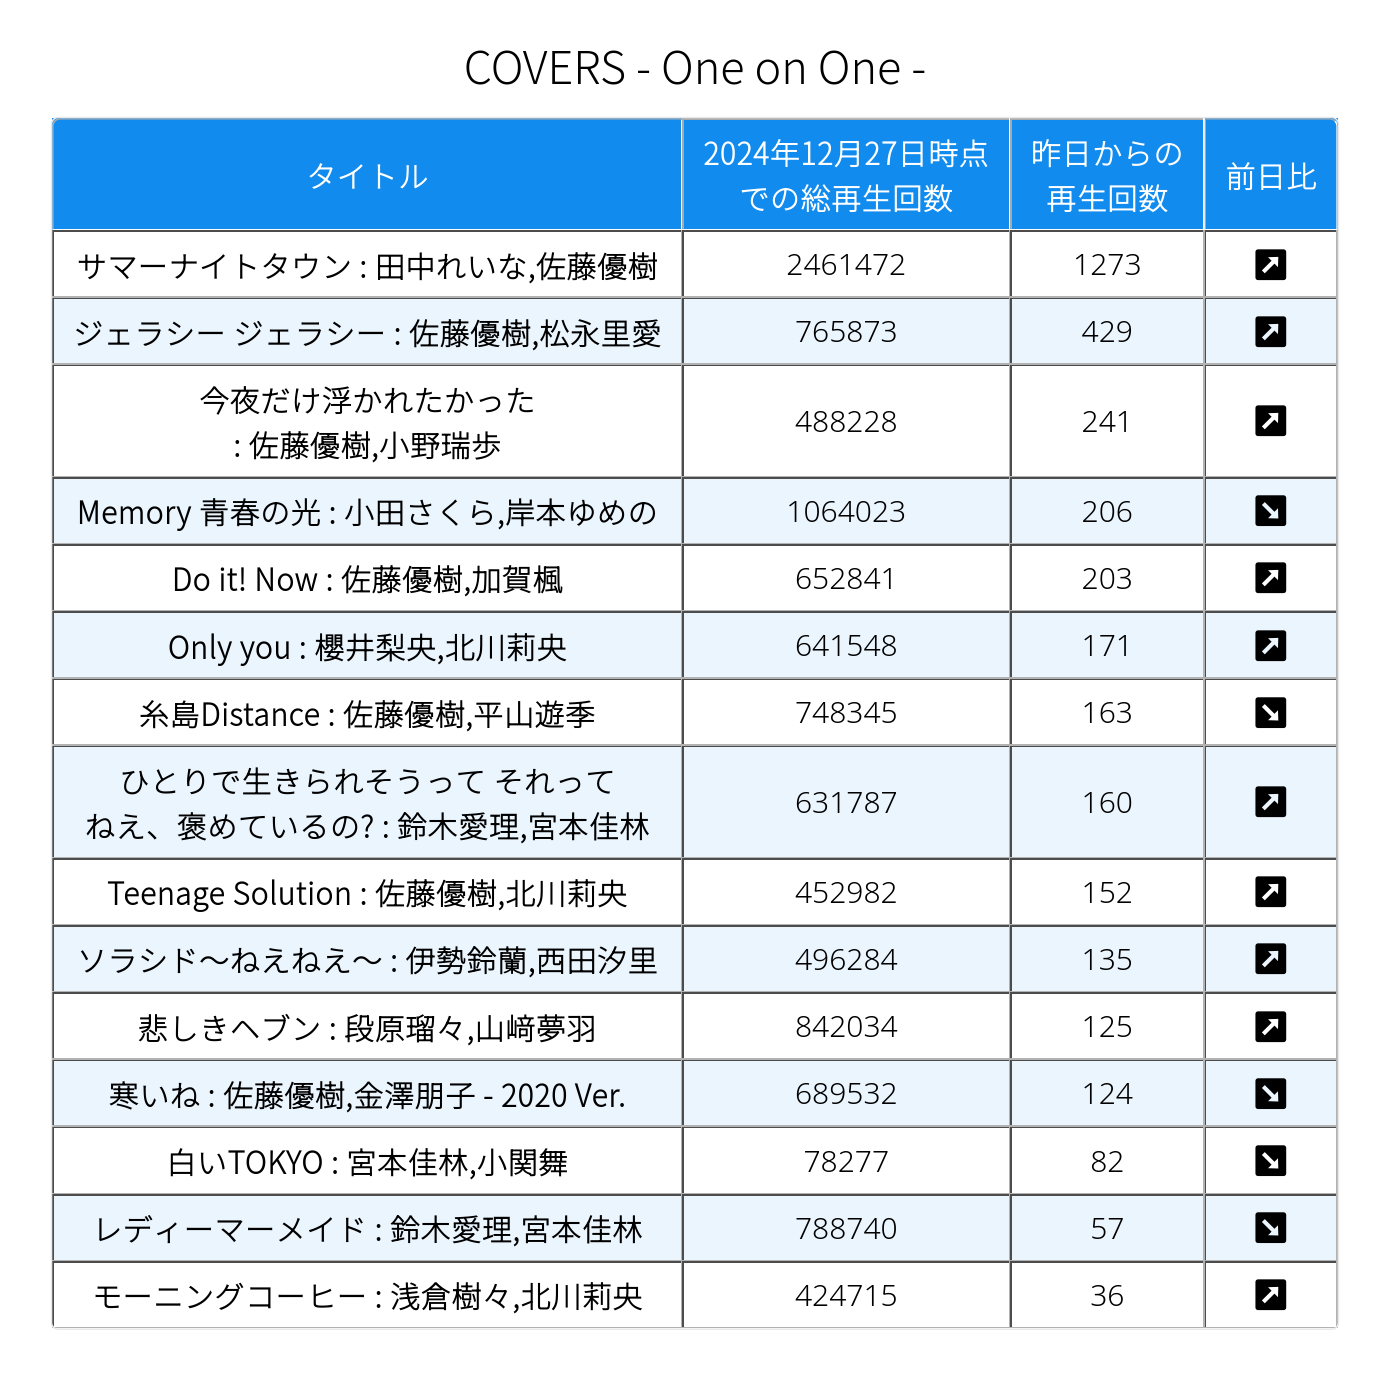 COVERS - One on One -
タイトル
2024年12月27日時点
での総再生回数
昨日からの
再生回数
前日比
サマーナイトタウン : 田中れいな,佐藤優樹 2461472 1273
ジェラシー ジェラシー : 佐藤優樹,松永里愛 765873 429
今夜だけ浮かれたかった
: 佐藤優樹,小野瑞歩 488228 241
Memory 青春の光 : 小田さくら,岸本ゆめの 1064023 206
Do it! Now : 佐藤優樹,加賀楓 652841 203
Only you : 櫻井梨央,北川莉央 641548 171
糸島Distance : 佐藤優樹,平山遊季 748345 163
ひとりで生きられそうって それって
ねえ、褒めているの? : 鈴木愛理,宮本佳林 631787 160
Teenage Solution : 佐藤優樹,北川莉央 452982 152
ソラシド〜ねえねえ〜 : 伊勢鈴蘭,西田汐里 496284 135
悲しきヘブン : 段原瑠々,山﨑夢羽 842034 125
寒いね : 佐藤優樹,金澤朋子 - 2020 Ver. 689532 124
白いTOKYO : 宮本佳林,小関舞 78277 82
レディーマーメイド : 鈴木愛理,宮本佳林 788740 57
モーニングコーヒー : 浅倉樹々,北川莉央 424715 36